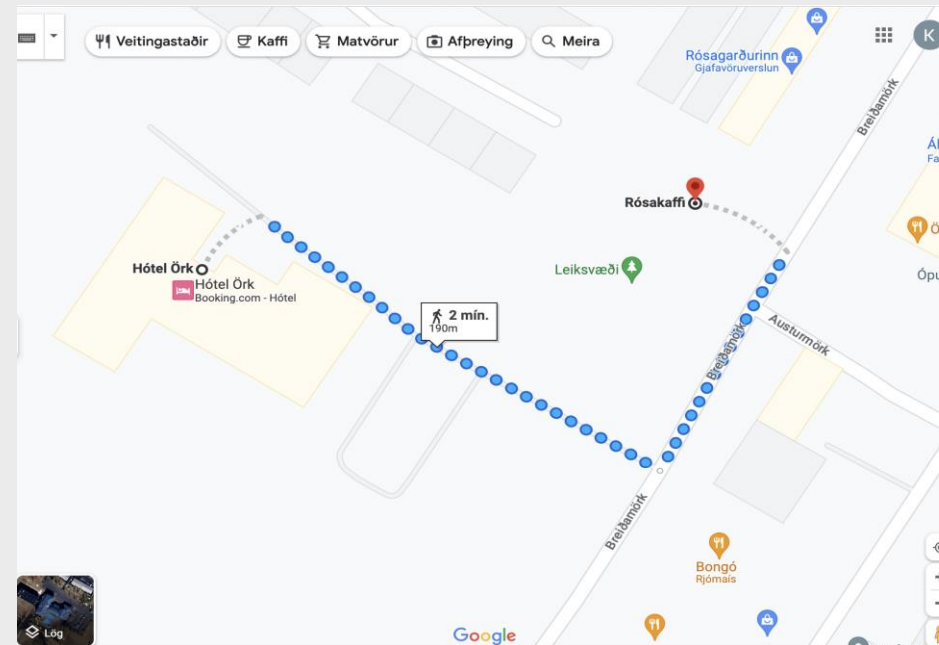 Veitingastaðir
Kaffi
Matvörur
Afþreying
Meira
K
Rósagarðurinn
Gjafavöruverslun
Breiðamörk
Rósakaffi
Leiksvæði
Hótel Örk
Hótel Örk
Booking.com - Hótel
2 mín.
190m
Breiðamörk
Austurmörk
Breiðamörk
Bongó
Rjómaís
Lög
Google